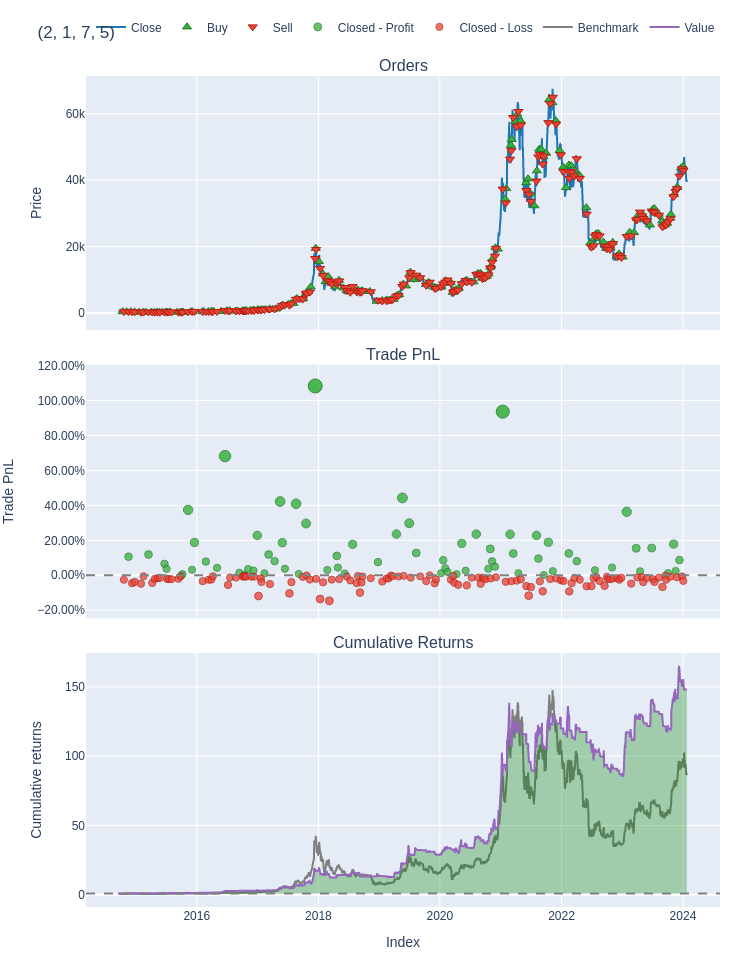 (2, 1, 7, 5)
Close Buy Sell Closed - Profit Closed - Loss Benchmark Value
Orders
60k
40k
20k
0
Price
Trade PnL
120.00%
100.00%
80.00%
60.00%
40.00%
20.00%
0.00%
−20.00%
Trade PnL
Cumulative Returns
150
100
50
0
Cumulative returns
2016 2018 2020 2022 2024
Index